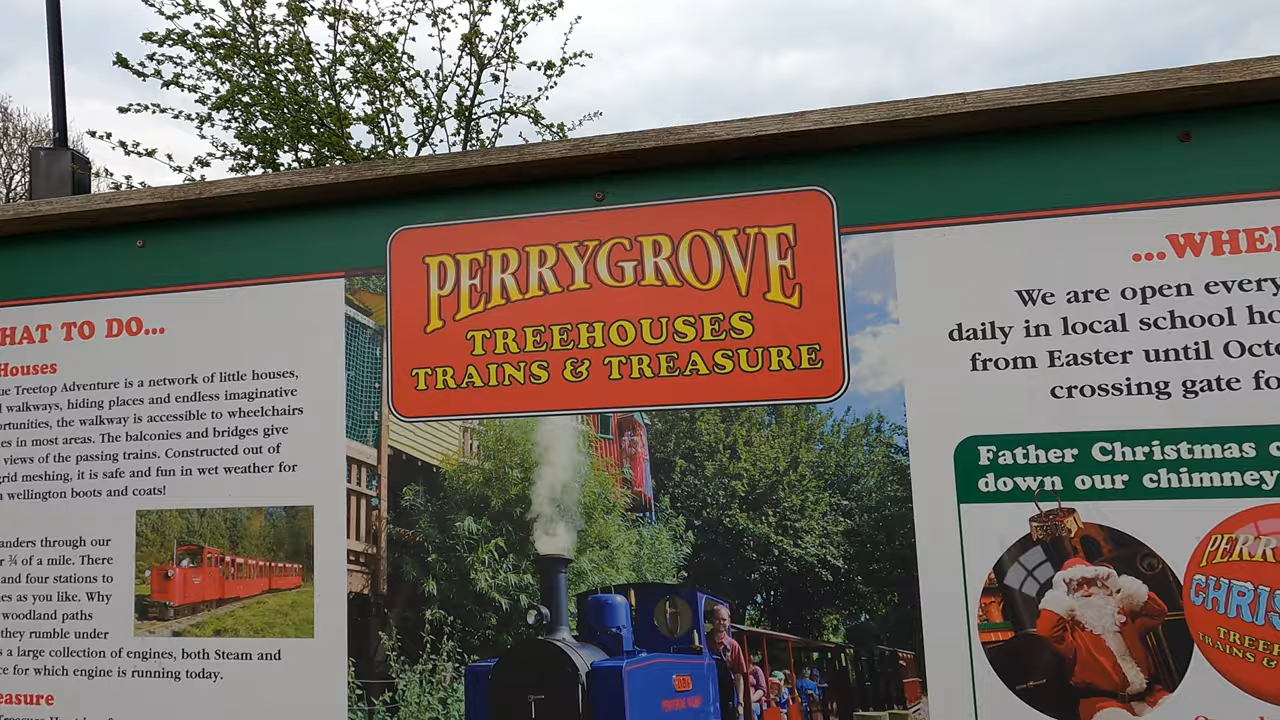 PERRYGROVE
TREEHOUSES
TRAINS & TREASURE
HAT TO DO...
Houses
ue Treetop Adventure is a network of little houses,
walkways, hiding places and endless imaginative
ortunities, the walkway is accessible to wheelchairs
es in most areas. The balconies and bridges give
views of the passing trains. Constructed out of
grid meshing, it is safe and fun in wet weather for
wellington boots and coats!
anders through our
r ¾ of a mile. There
and four stations to
es as you like. Why
woodland paths
they rumble under
s a large collection of engines, both Steam and
ce for which engine is running today.
easure
...WHE
We are open every
daily in local school ho
from Easter until Octo
crossing gate fo
Father Christmas c
down our chimney
PERR
CHRIS
TREE
TRAINS &